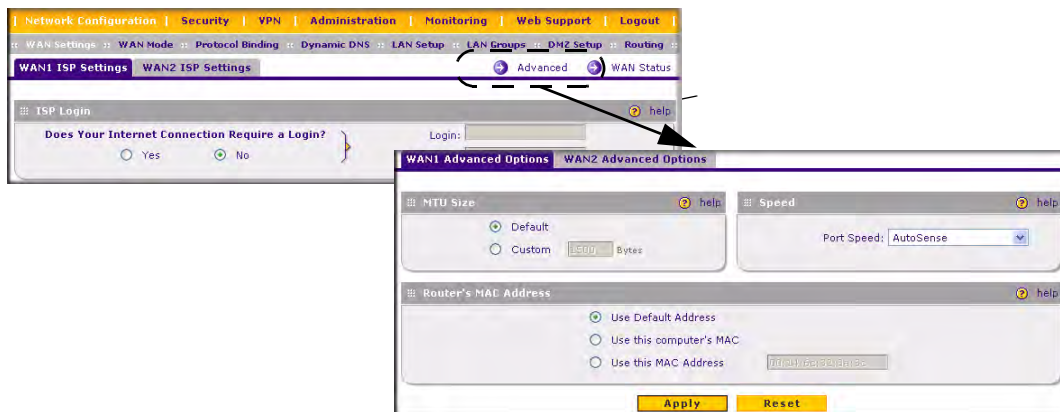 Network Configuration | Security | VPN | Administration | Monitoring | Web Support | Logout
WAN Settings :: WAN Mode :: Protocol Binding :: Dynamic DNS :: LAN Setup :: LAN Groups :: DMZ Setup :: Routing ::
WAN1 ISP Settings WAN2 ISP Settings Advanced WAN Status
ISP Login help
Does Your Internet Connection Require a Login? Login:
Yes No
WAN1 Advanced Options WAN2 Advanced Options
MTU Size help Speed help
Default
Port Speed: AutoSense
Custom 1500 Bytes
Router's MAC Address help
Use Default Address
Use this computer's MAC
Use this MAC Address
Apply Reset